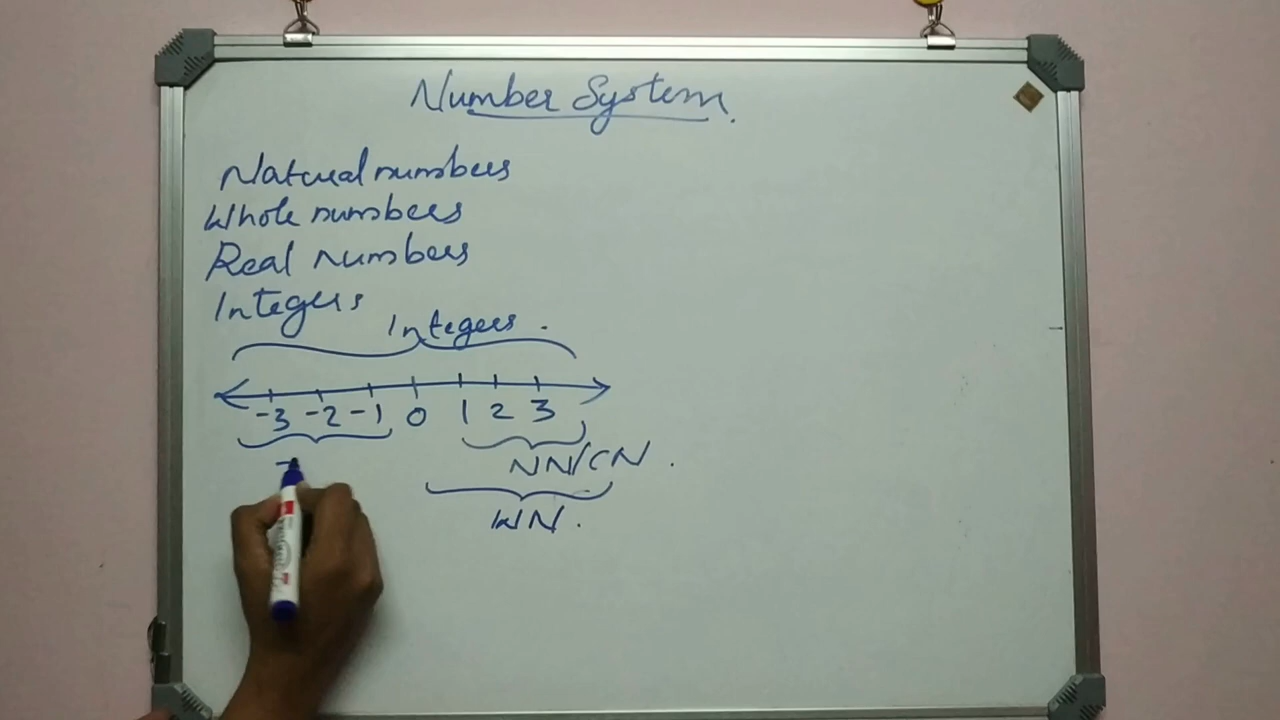 Number System.
Natural numbers
Whole numbers
Real numbers
Integers
Integers.
-3 -2 -1 0 1 2 3
NN/CN.
WN.